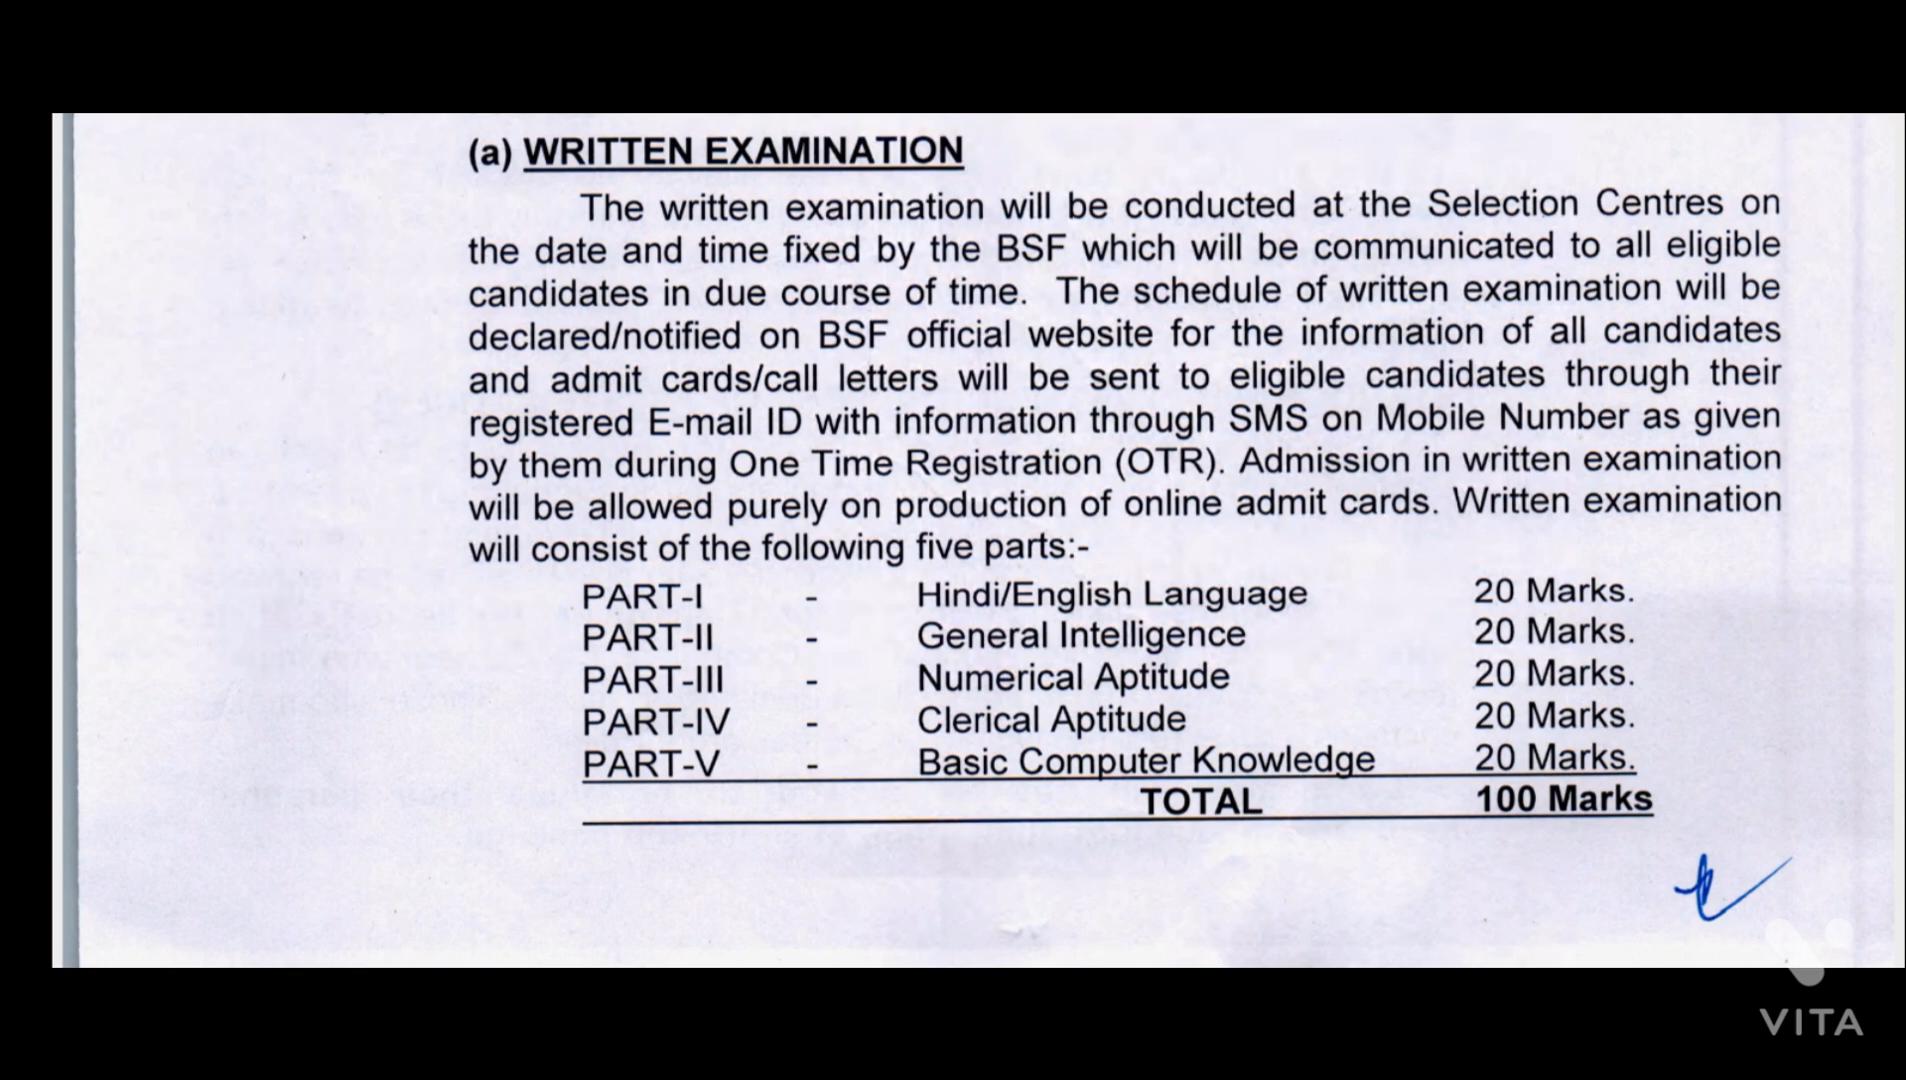 (a) WRITTEN EXAMINATION
The written examination will be conducted at the Selection Centres on
the date and time fixed by the BSF which will be communicated to all eligible
candidates in due course of time. The schedule of written examination will be
declared/notified on BSF official website for the information of all candidates
and admit cards/call letters will be sent to eligible candidates through their
registered E-mail ID with information through SMS on Mobile Number as given
by them during One Time Registration (OTR). Admission in written examination
will be allowed purely on production of online admit cards. Written examination
will consist of the following five parts:-
PART-I - Hindi/English Language 20 Marks.
PART-II - General Intelligence 20 Marks.
PART-III - Numerical Aptitude 20 Marks.
PART-IV - Clerical Aptitude 20 Marks.
PART-V - Basic Computer Knowledge 20 Marks.
TOTAL 100 Marks
VITA